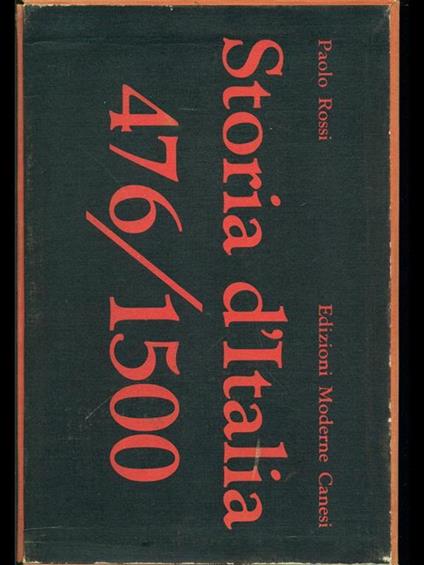 Paolo Rossi Edizioni Moderne Canesi
Storia d'Italia
476/1500